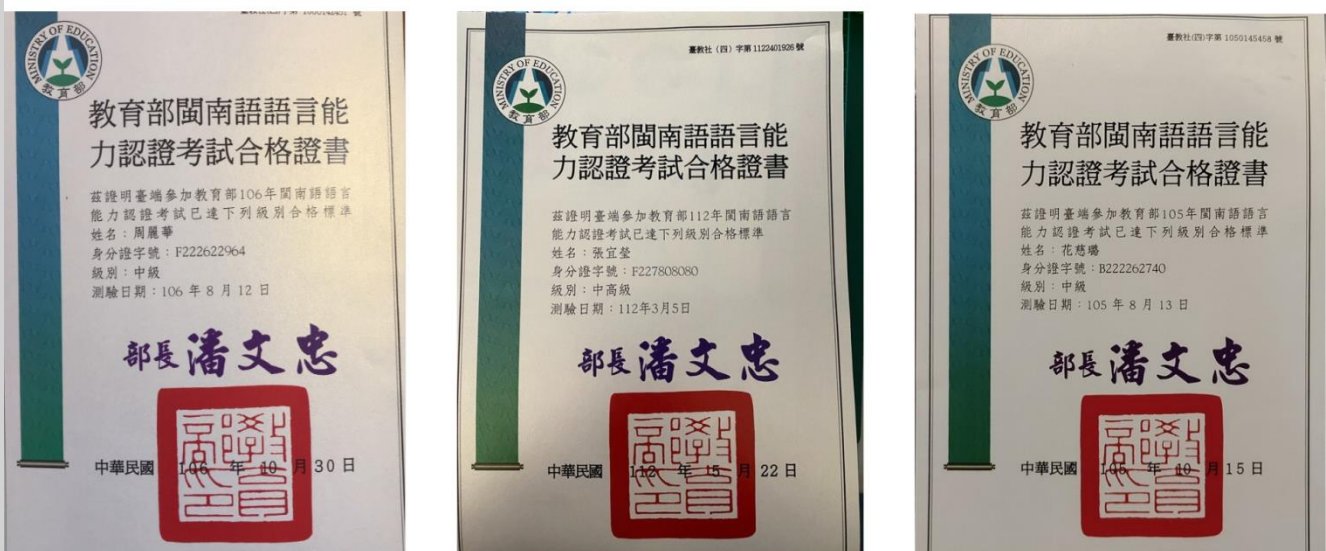 MINISTRY OF EDUCATION
教育部
教育部閩南語語言能
力認證考試合格證書
茲證明臺端參加教育部106年閩南語語言
能力認證考試已達下列級別合格標準
姓名：周麗華
身分證字號：F222622964
級別：中級
測驗日期：106 年 8 月 12 日
部長 潘文忠
中華民國 106 年 10 月 30 日
臺教社（四）字第 1122401926 號
MINISTRY OF EDUCATION
教育部
教育部閩南語語言能
力認證考試合格證書
茲證明臺端參加教育部112年閩南語語言
能力認證考試已達下列級別合格標準
姓名：張宜瑩
身分證字號：F227808080
級別：中高級
測驗日期：112年3月5日
部長 潘文忠
中華民國 112 年 5 月 22 日
臺教社(四)字第 1050145458 號
MINISTRY OF EDUCATION
教育部
教育部閩南語語言能
力認證考試合格證書
茲證明臺端參加教育部105年閩南語語言
能力認證考試已達下列級別合格標準
姓名：花慈璐
身分證字號：B222262740
級別：中級
測驗日期：105 年 8 月 13 日
部長 潘文忠
中華民國 105 年 10 月 15 日